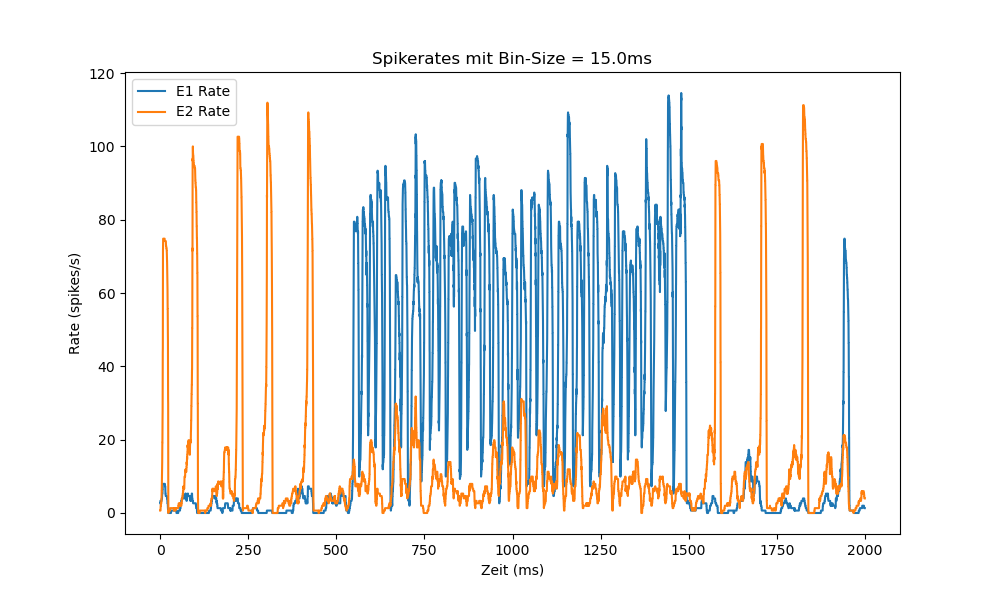 Spikerates mit Bin-Size = 15.0ms
E1 Rate
E2 Rate
120
100
80
60
40
20
0
Rate (spikes/s)
0 250 500 750 1000 1250 1500 1750 2000
Zeit (ms)